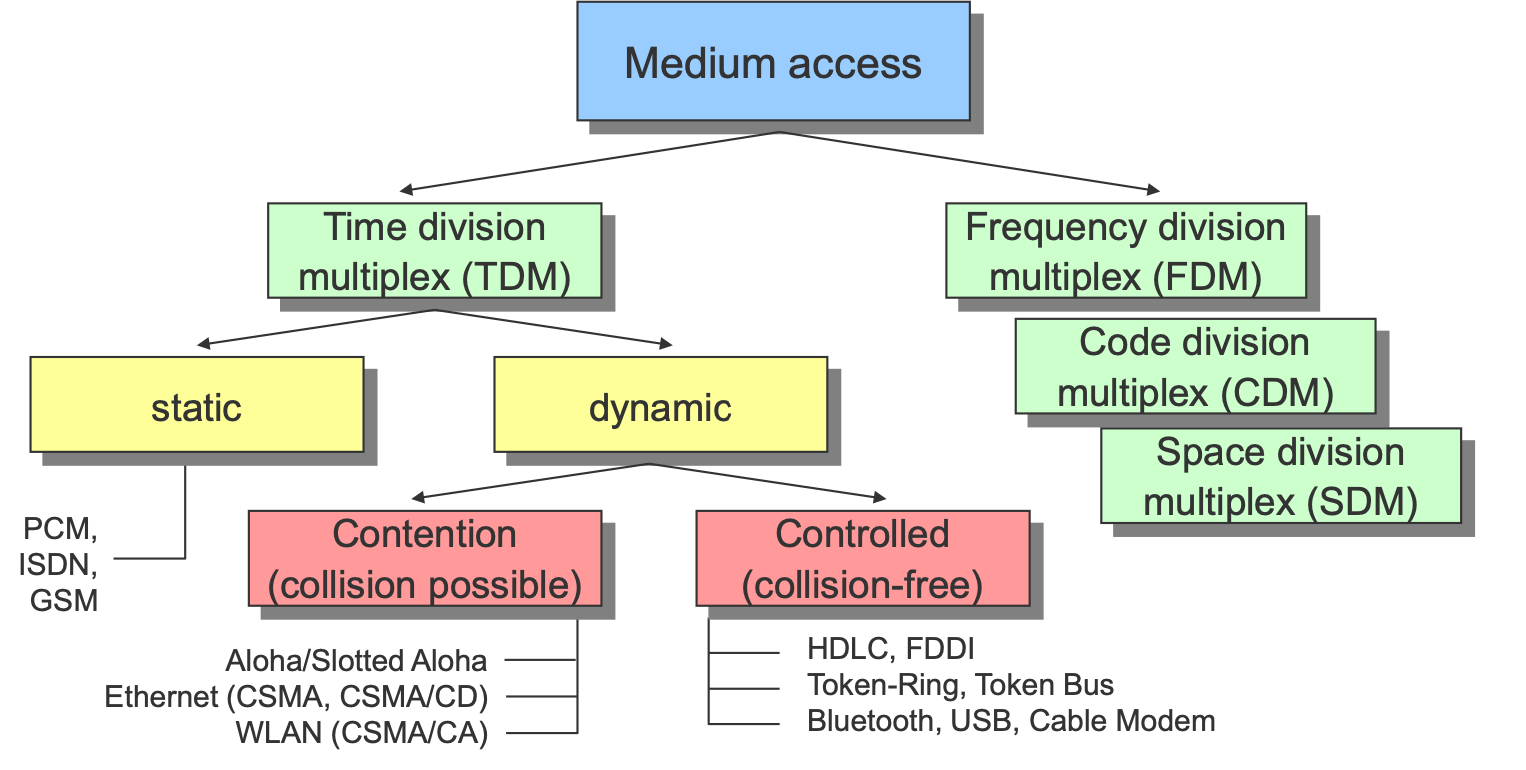 Medium access
Time division
multiplex (TDM)
Frequency division
multiplex (FDM)
Code division
multiplex (CDM)
Space division
multiplex (SDM)
static
dynamic
PCM,
ISDN,
GSM
Contention
(collision possible)
Controlled
(collision-free)
Aloha/Slotted Aloha
Ethernet (CSMA, CSMA/CD)
WLAN (CSMA/CA)
HDLC, FDDI
Token-Ring, Token Bus
Bluetooth, USB, Cable Modem